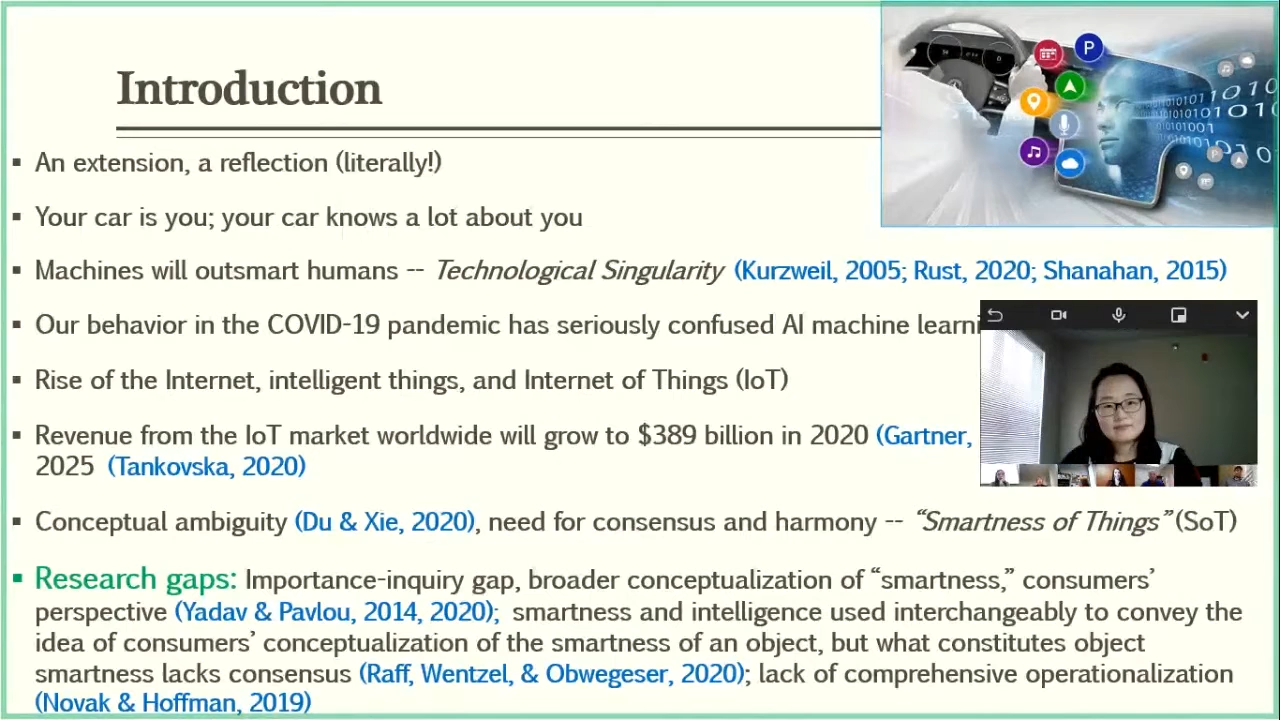 Introduction
An extension, a reflection (literally!)
Your car is you; your car knows a lot about you
Machines will outsmart humans -- Technological Singularity (Kurzweil, 2005; Rust, 2020; Shanahan, 2015)
Our behavior in the COVID-19 pandemic has seriously confused AI machine
Rise of the Internet, intelligent things, and Internet of Things (IoT)
Revenue from the IoT market worldwide will grow to $389 billion in 2020 (Gartner,
2025 (Tankovska, 2020)
Conceptual ambiguity (Du & Xie, 2020), need for consensus and harmony -- “Smartness of Things” (SoT)
Research gaps: Importance-inquiry gap, broader conceptualization of “smartness,” consumers’
perspective (Yadav & Pavlou, 2014, 2020); smartness and intelligence used interchangeably to convey the
idea of consumers’ conceptualization of the smartness of an object, but what constitutes object
smartness lacks consensus (Raff, Wentzel, & Obwegeser, 2020); lack of comprehensive operationalization
(Novak & Hoffman, 2019)
P